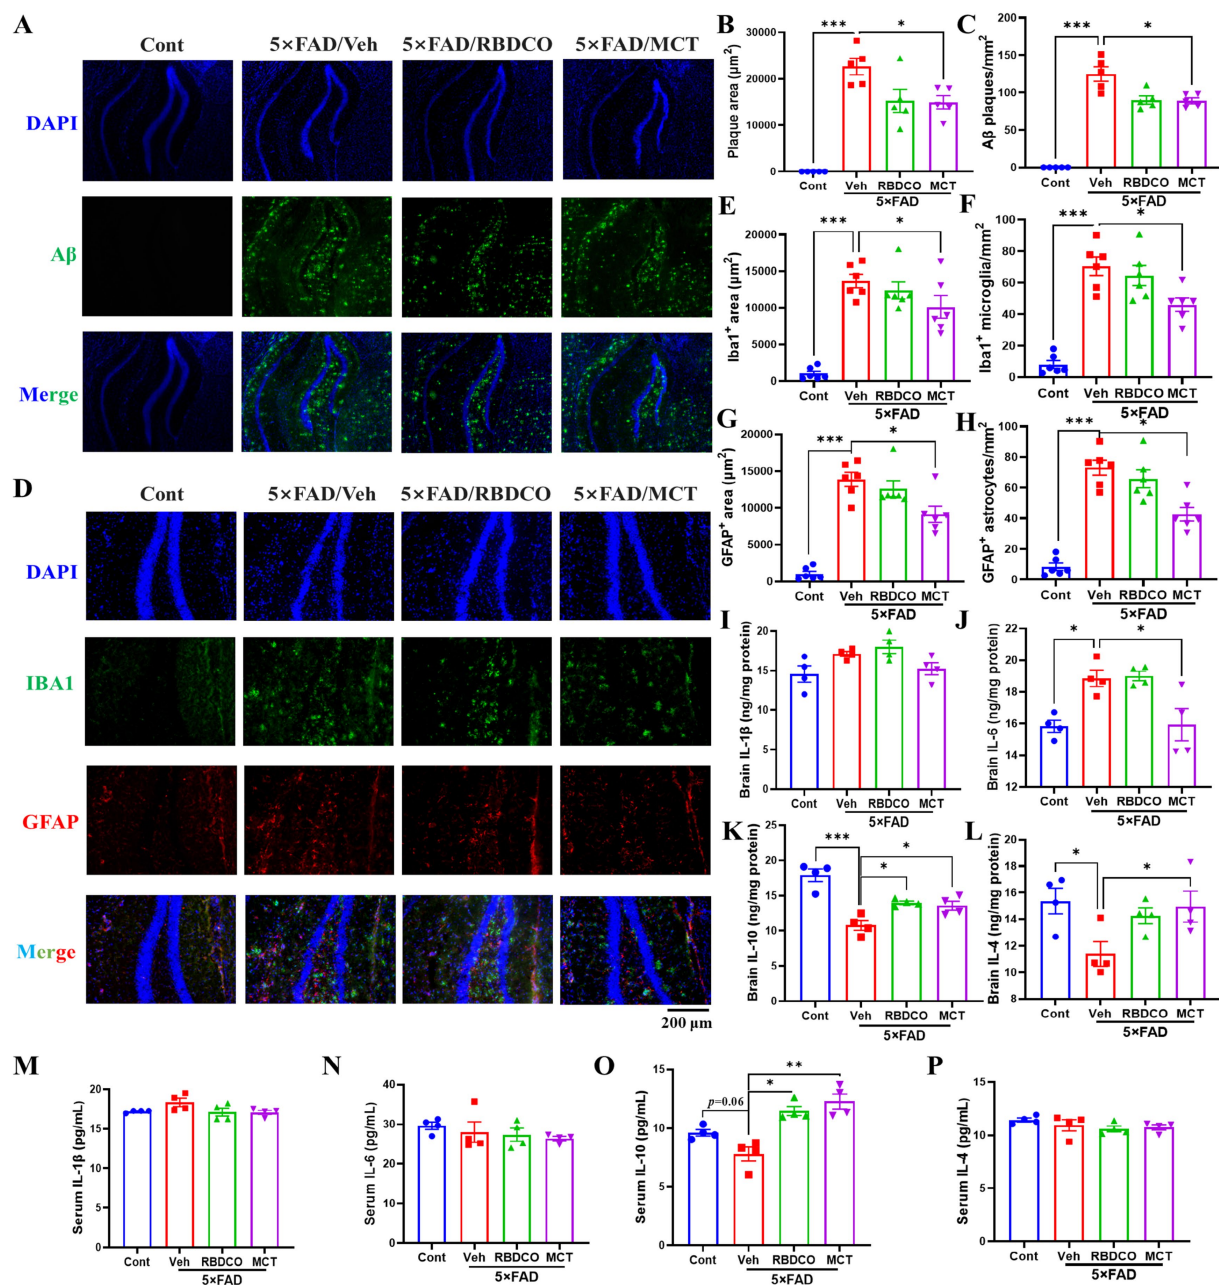 A
Cont 5×FAD/Veh 5×FAD/RBDCO 5×FAD/MCT
DAPI
Aβ
Merge
B
Plaque area (µm²)
30000
20000
10000
0
*** *
Cont Veh RBDCO MCT
5×FAD
C
Aβ plaques/mm²
200
150
100
50
0
*** *
Cont Veh RBDCO MCT
5×FAD
D
Cont 5×FAD/Veh 5×FAD/RBDCO 5×FAD/MCT
DAPI
IBA1
GFAP
Merge
200 µm
E
Iba1⁺ area (µm²)
20000
15000
10000
5000
0
*** *
Cont Veh RBDCO MCT
5×FAD
F
Iba1⁺ microglia/mm²
100
80
60
40
20
0
*** *
Cont Veh RBDCO MCT
5×FAD
G
GFAP⁺ area (µm²)
20000
15000
10000
5000
0
*** *
Cont Veh RBDCO MCT
5×FAD
H
GFAP⁺ astrocytes/mm²
100
80
60
40
20
0
*** *
Cont Veh RBDCO MCT
5×FAD
I
Brain IL-1β (ng/mg protein)
20
15
10
5
0
Cont Veh RBDCO MCT
5×FAD
J
Brain IL-6 (ng/mg protein)
22
20
18
16
14
12
* *
Cont Veh RBDCO MCT
5×FAD
K
Brain IL-10 (ng/mg protein)
25
20
15
10
5
0
*** * *
Cont Veh RBDCO MCT
5×FAD
L
Brain IL-4 (ng/mg protein)
20
18
16
14
12
10
8
* *
Cont Veh RBDCO MCT
5×FAD
M
Serum IL-1β (pg/mL)
20
15
10
5
0
Cont Veh RBDCO MCT
5×FAD
N
Serum IL-6 (pg/mL)
40
30
20
10
0
Cont Veh RBDCO MCT
5×FAD
O
Serum IL-10 (pg/mL)
15
10
5
0
p=0.06 * **
Cont Veh RBDCO MCT
5×FAD
P
Serum IL-4 (pg/mL)
15
10
5
0
Cont Veh RBDCO MCT
5×FAD